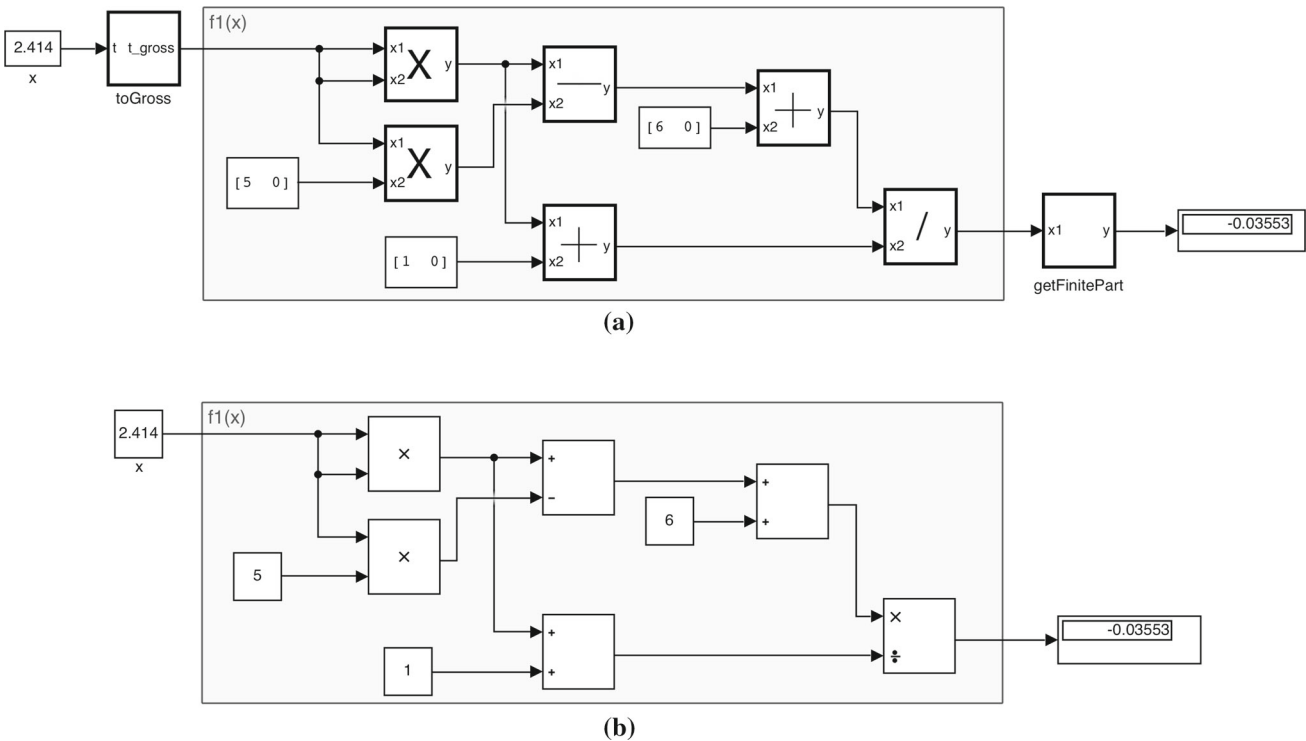 f1(x)
2.414
x
t t_gross
toGross
x1
x2
X
y
x1
x2
X
y
[5 0]
x1
x2
—
y
[6 0]
x1
x2
+
y
[1 0]
x1
x2
+
y
x1
x2
/
y
x1 y
getFinitePart
-0.03553
(a)
f1(x)
2.414
x
×
×
5
+
−
6
+
+
1
+
+
×
÷
-0.03553
(b)